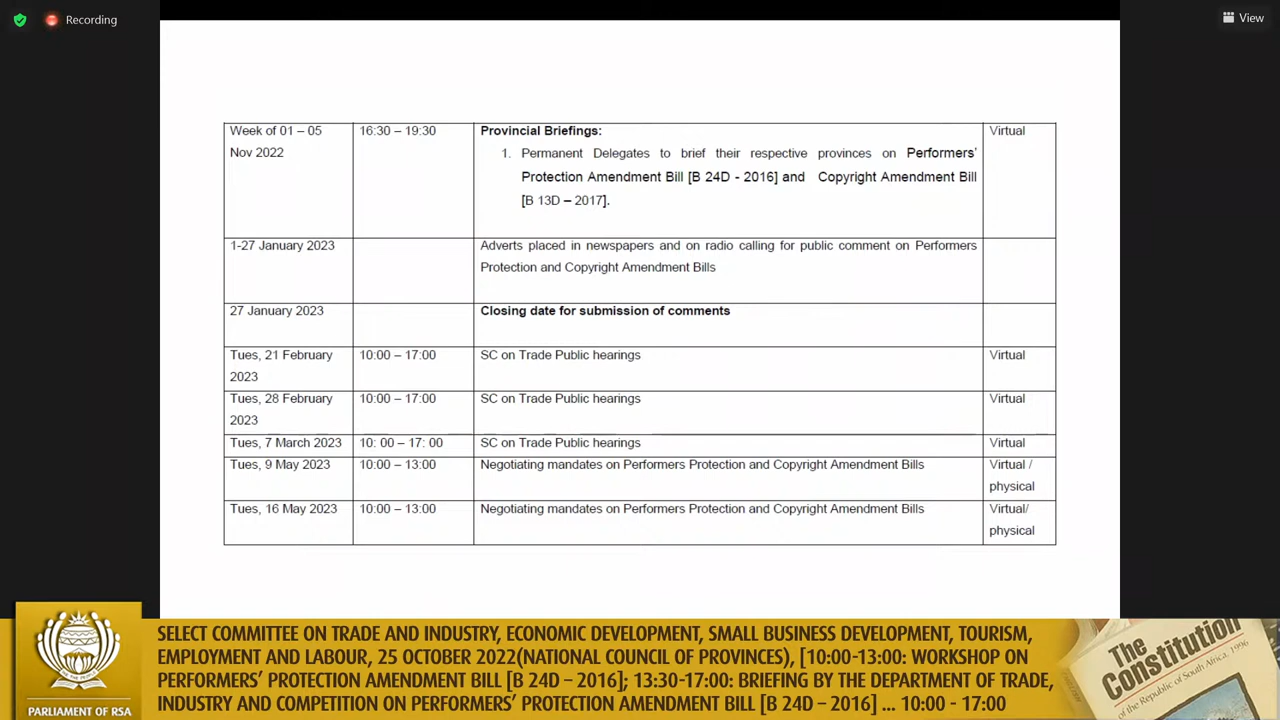 Recording
View
Week of 01 – 05 16:30 – 19:30 Provincial Briefings: Virtual
Nov 2022 1. Permanent Delegates to brief their respective provinces on Performers'
Protection Amendment Bill [B 24D - 2016] and Copyright Amendment Bill
[B 13D – 2017].
1-27 January 2023 Adverts placed in newspapers and on radio calling for public comment on Performers
Protection and Copyright Amendment Bills
27 January 2023 Closing date for submission of comments
Tues, 21 February 10:00 – 17:00 SC on Trade Public hearings Virtual
2023
Tues, 28 February 10:00 – 17:00 SC on Trade Public hearings Virtual
2023
Tues, 7 March 2023 10: 00 – 17: 00 SC on Trade Public hearings Virtual
Tues, 9 May 2023 10:00 – 13:00 Negotiating mandates on Performers Protection and Copyright Amendment Bills Virtual /
physical
Tues, 16 May 2023 10:00 – 13:00 Negotiating mandates on Performers Protection and Copyright Amendment Bills Virtual/
physical
PARLIAMENT OF RSA
SELECT COMMITTEE ON TRADE AND INDUSTRY, ECONOMIC DEVELOPMENT, SMALL BUSINESS DEVELOPMENT, TOURISM,
EMPLOYMENT AND LABOUR, 25 OCTOBER 2022(NATIONAL COUNCIL OF PROVINCES), [10:00-13:00: WORKSHOP ON
PERFORMERS' PROTECTION AMENDMENT BILL [B 24D – 2016]; 13:30-17:00: BRIEFING BY THE DEPARTMENT OF TRADE,
INDUSTRY AND COMPETITION ON PERFORMERS' PROTECTION AMENDMENT BILL [B 24D – 2016] ... 10:00 - 17:00
The
Constitution
of the Republic of South Africa, 1996